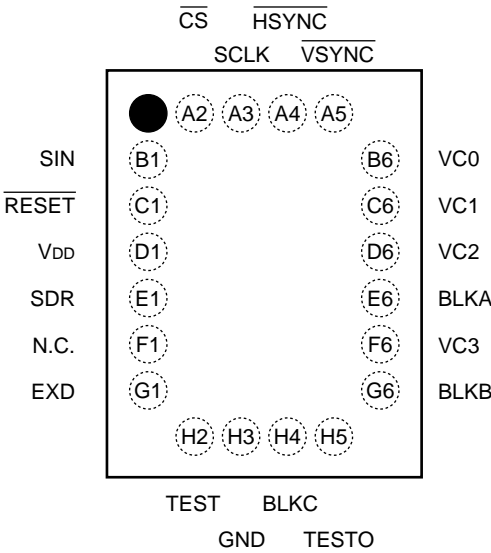 CS HSYNC
SCLK VSYNC
A2 A3 A4 A5
SIN B1 B6 VC0
RESET C1 C6 VC1
VDD D1 D6 VC2
SDR E1 E6 BLKA
N.C. F1 F6 VC3
EXD G1 G6 BLKB
H2 H3 H4 H5
TEST BLKC
GND TESTO